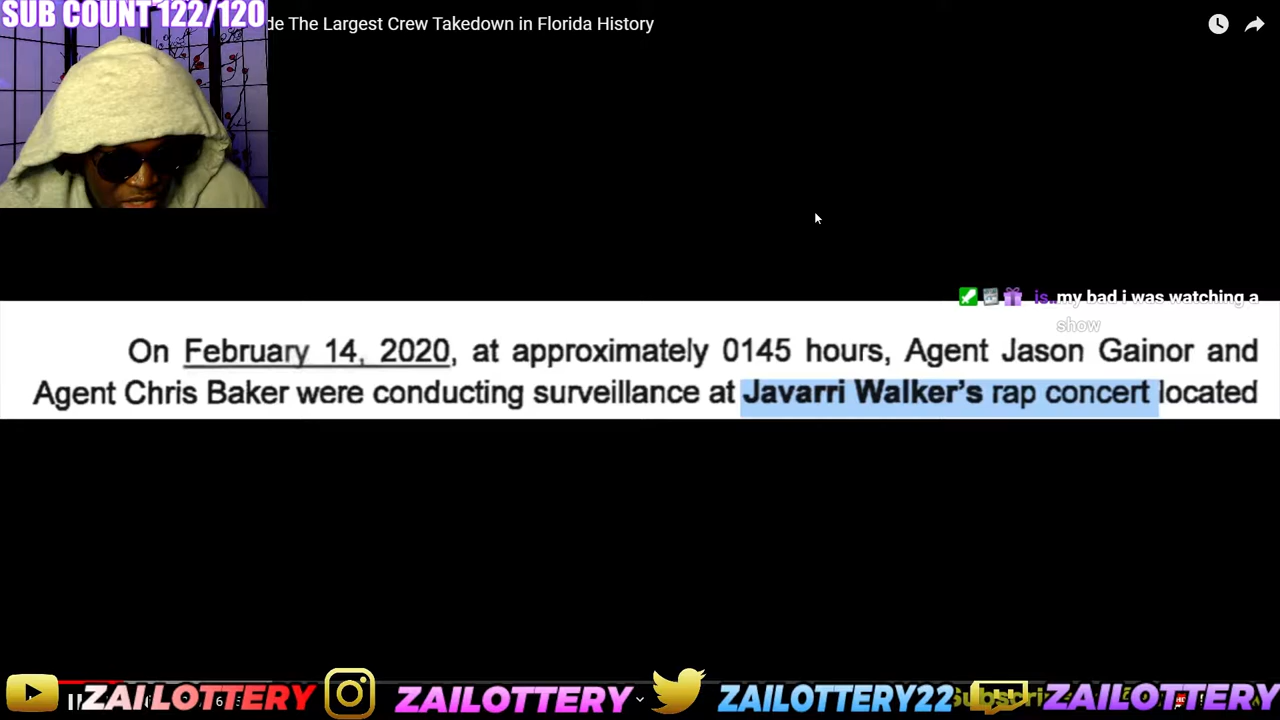 SUB COUNT 122/120
de The Largest Crew Takedown in Florida History
is..my bad i was watching a
show
On February 14, 2020, at approximately 0145 hours, Agent Jason Gainor and
Agent Chris Baker were conducting surveillance at Javarri Walker's rap concert located
ZAILOTTERY
ZAILOTTERY
ZAILOTTERY22
ZAILOTTERY